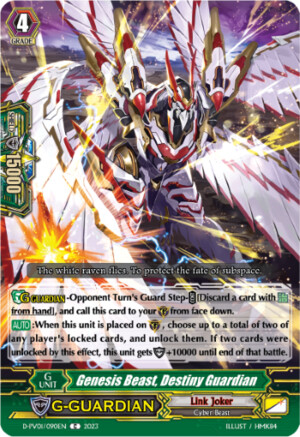 4
GRADE
15000
The white raven flies. To protect the fate of subspace.
G GUARDIAN -Opponent Turn's Guard Step- [Discard a card with
from hand], and call this card to your from face down.
AUTO :When this unit is placed on , choose up to a total of two of
any player's locked cards, and unlock them. If two cards were
unlocked by this effect, this unit gets +10000 until end of that battle.
G
UNIT
Genesis Beast, Destiny Guardian
G-GUARDIAN
Link Joker
Cyber Beast
D-PV01/090EN C 2023
ILLUST / HMK84